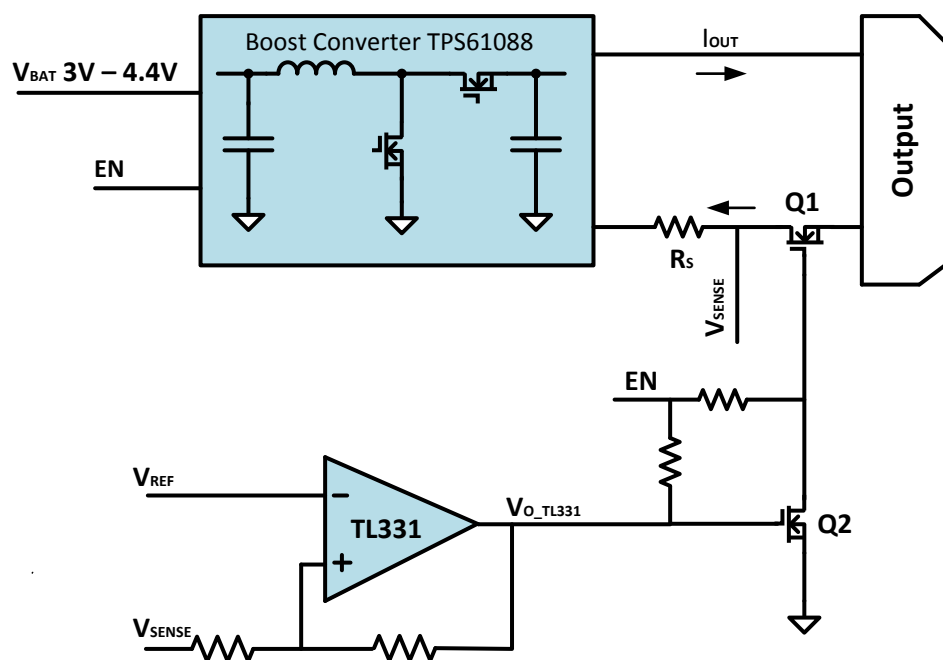 Boost Converter TPS61088
VBAT 3V – 4.4V
EN
IOUT
Output
Q1
RS
VSENSE
EN
VREF
−
TL331
+
VO_TL331
Q2
VSENSE